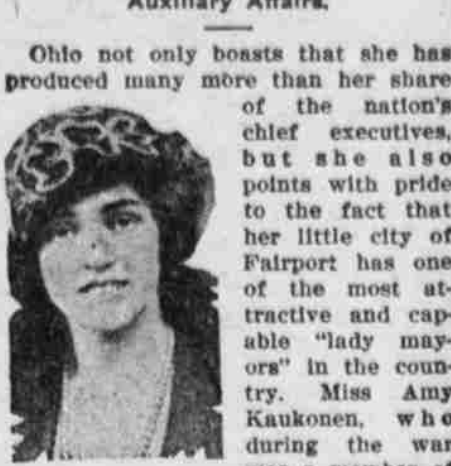 Auxiliary Affairs.
Ohio not only boasts that she has
produced many more than her share
of the nation's
chief executives,
but she also
points with pride
to the fact that
her little city of
Fairport has one
of the most at-
tractive and cap-
able "lady may-
ors" in the coun-
try. Miss Amy
Kaukonen, who
during the war